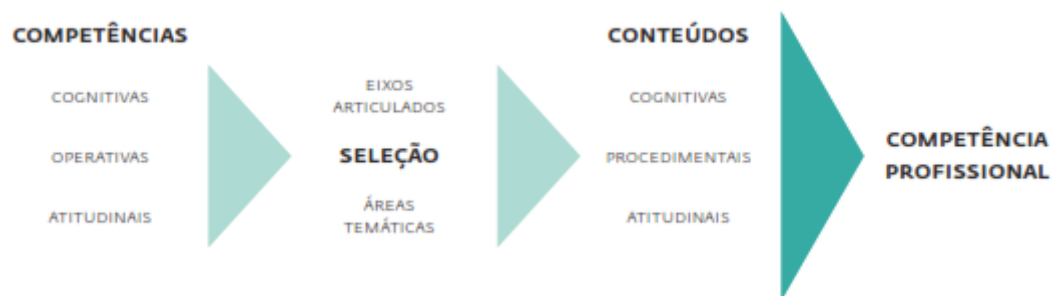 COMPETÊNCIAS
COGNITIVAS
OPERATIVAS
ATITUDINAIS
EIXOS
ARTICULADOS
SELEÇÃO
ÁREAS
TEMÁTICAS
CONTEÚDOS
COGNITIVAS
PROCEDIMENTAIS
ATITUDINAIS
COMPETÊNCIA
PROFISSIONAL